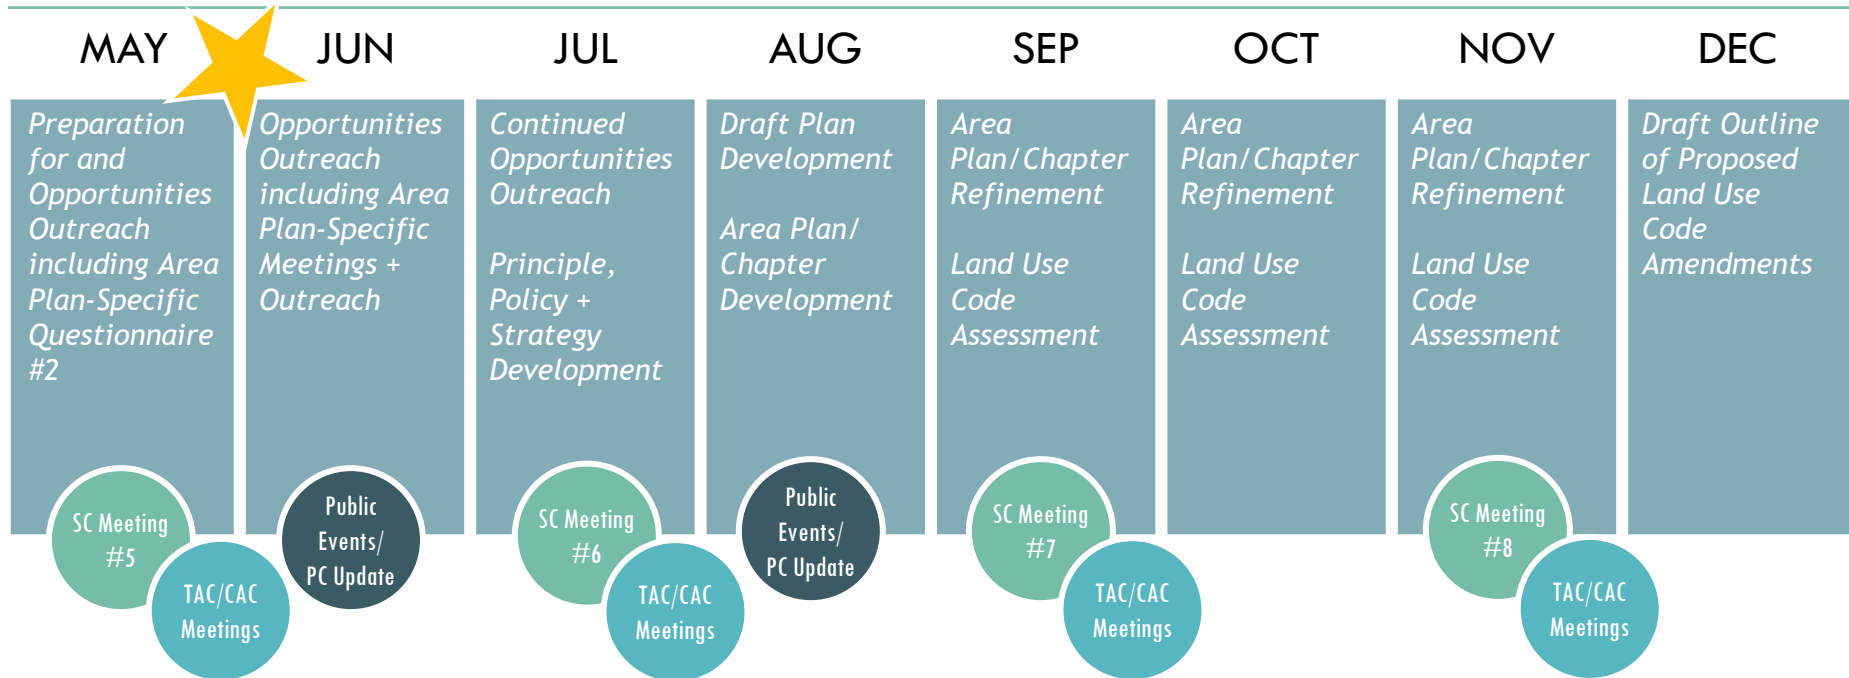 MAY
JUN
JUL
AUG
SEP
OCT
NOV
DEC
Preparation
for and
Opportunities
Outreach
including Area
Plan-Specific
Questionnaire
#2
Opportunities
Outreach
including Area
Plan-Specific
Meetings +
Outreach
Continued
Opportunities
Outreach
Principle,
Policy +
Strategy
Development
Draft Plan
Development
Area Plan/
Chapter
Development
Area
Plan/Chapter
Refinement
Land Use
Code
Assessment
Area
Plan/Chapter
Refinement
Land Use
Code
Assessment
Area
Plan/Chapter
Refinement
Land Use
Code
Assessment
Draft Outline
of Proposed
Land Use
Code
Amendments
SC Meeting
#5
TAC/CAC
Meetings
Public
Events/
PC Update
SC Meeting
#6
TAC/CAC
Meetings
Public
Events/
PC Update
SC Meeting
#7
TAC/CAC
Meetings
SC Meeting
#8
TAC/CAC
Meetings